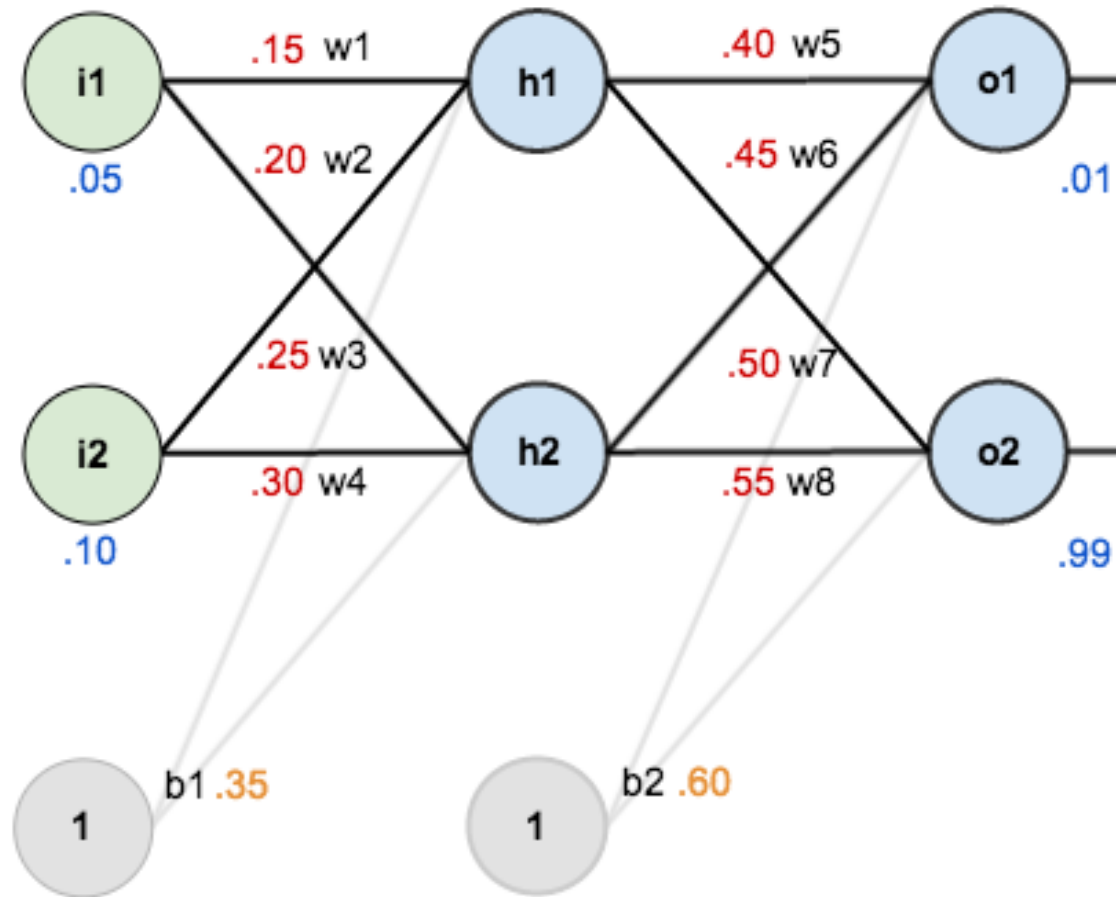 .15 w1
.40 w5
i1
h1
o1
.20 w2
.45 w6
.05
.01
.25 w3
.50 w7
i2
h2
o2
.30 w4
.55 w8
.10
.99
b1 .35
b2 .60
1
1